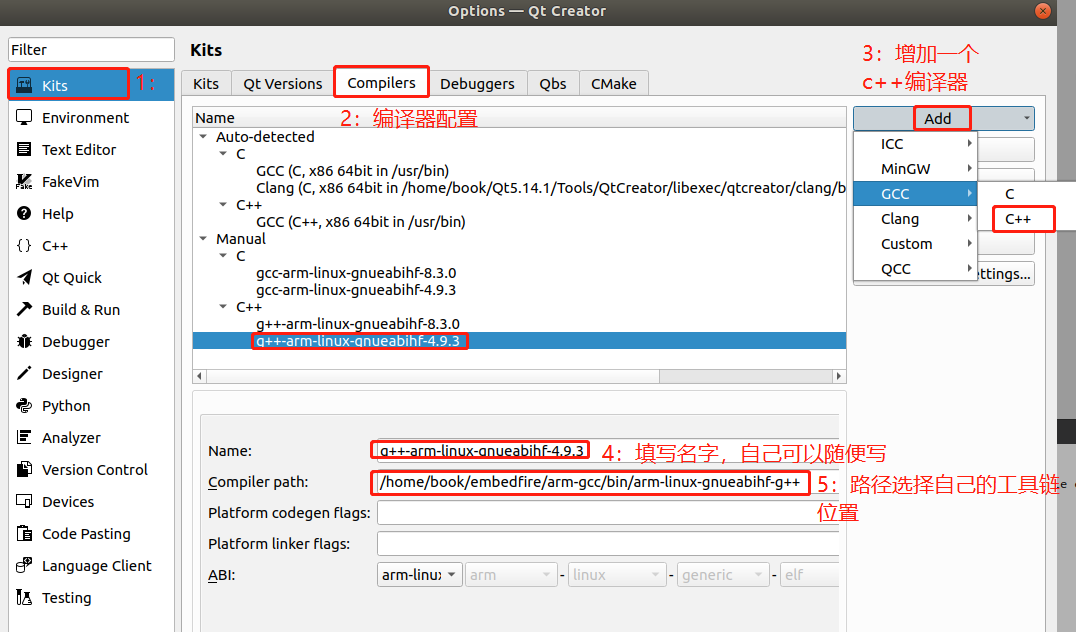 Options — Qt Creator
Filter
Kits
1：
Environment
Text Editor
FakeVim
Help
C++
Qt Quick
Build & Run
Debugger
Designer
Python
Analyzer
Version Control
Devices
Code Pasting
Language Client
Testing
Kits
Kits
Qt Versions
Compilers
Debuggers
Qbs
CMake
3：增加一个
c++编译器
Name
2：编译器配置
Auto-detected
C
GCC (C, x86 64bit in /usr/bin)
Clang (C, x86 64bit in /home/book/Qt5.14.1/Tools/QtCreator/libexec/qtcreator/clang/b
C++
GCC (C++, x86 64bit in /usr/bin)
Manual
C
gcc-arm-linux-gnueabihf-8.3.0
gcc-arm-linux-gnueabihf-4.9.3
C++
g++-arm-linux-gnueabihf-8.3.0
g++-arm-linux-gnueabihf-4.9.3
Add
ICC
MinGW
GCC
Clang
Custom
QCC
C
C++
ettings...
Name:
g++-arm-linux-gnueabihf-4.9.3
4：填写名字，自己可以随便写
Compiler path:
/home/book/embedfire/arm-gcc/bin/arm-linux-gnueabihf-g++
5：路径选择自己的工具链
位置
Platform codegen flags:
Platform linker flags:
ABI:
arm-linux
arm
- linux
- generic
- elf